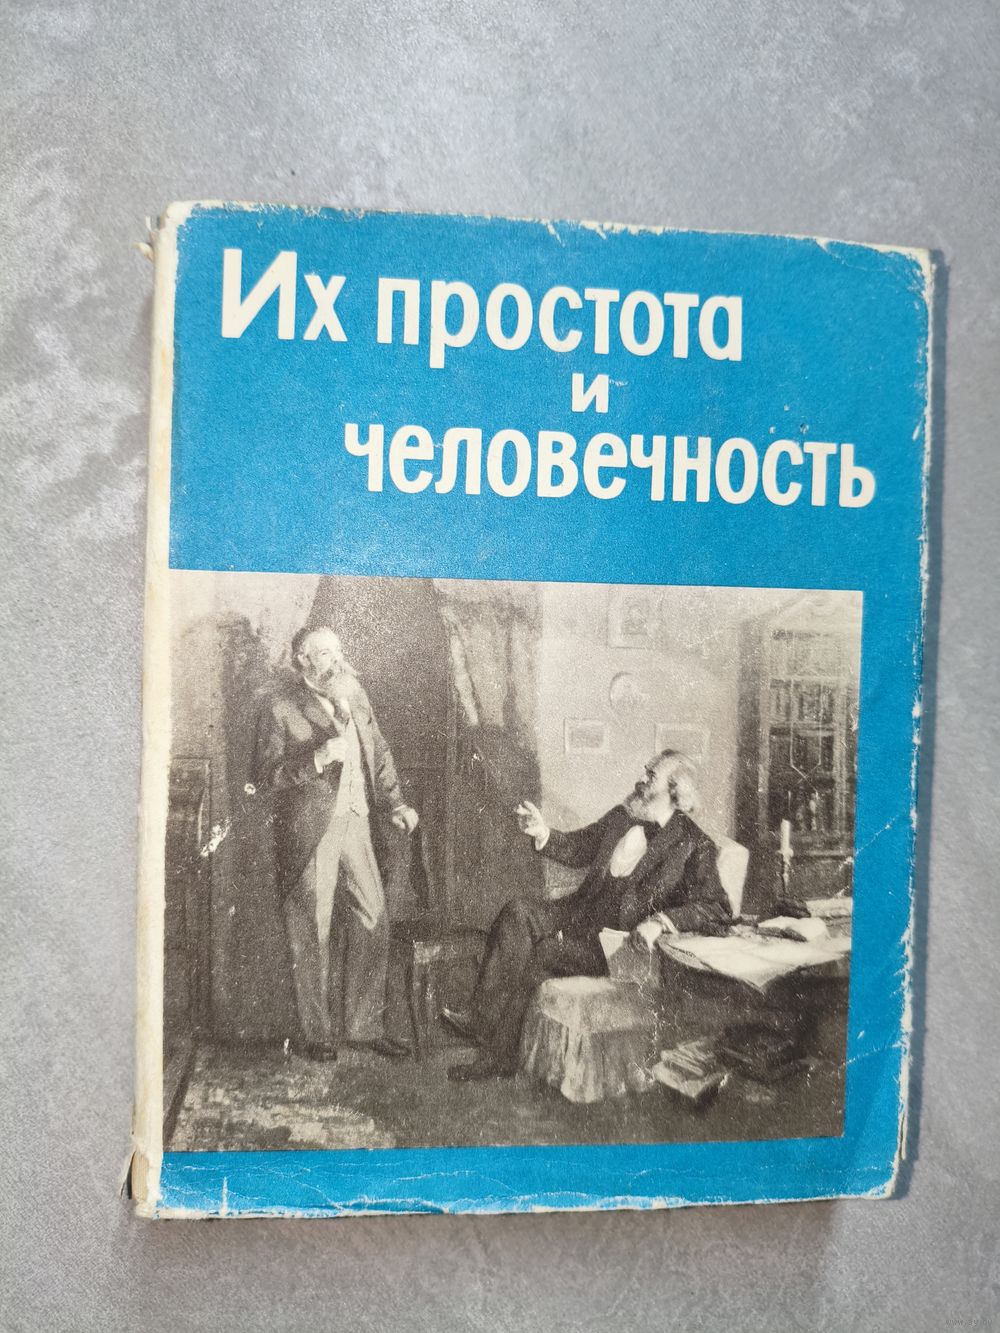 Их простота
и
человечность